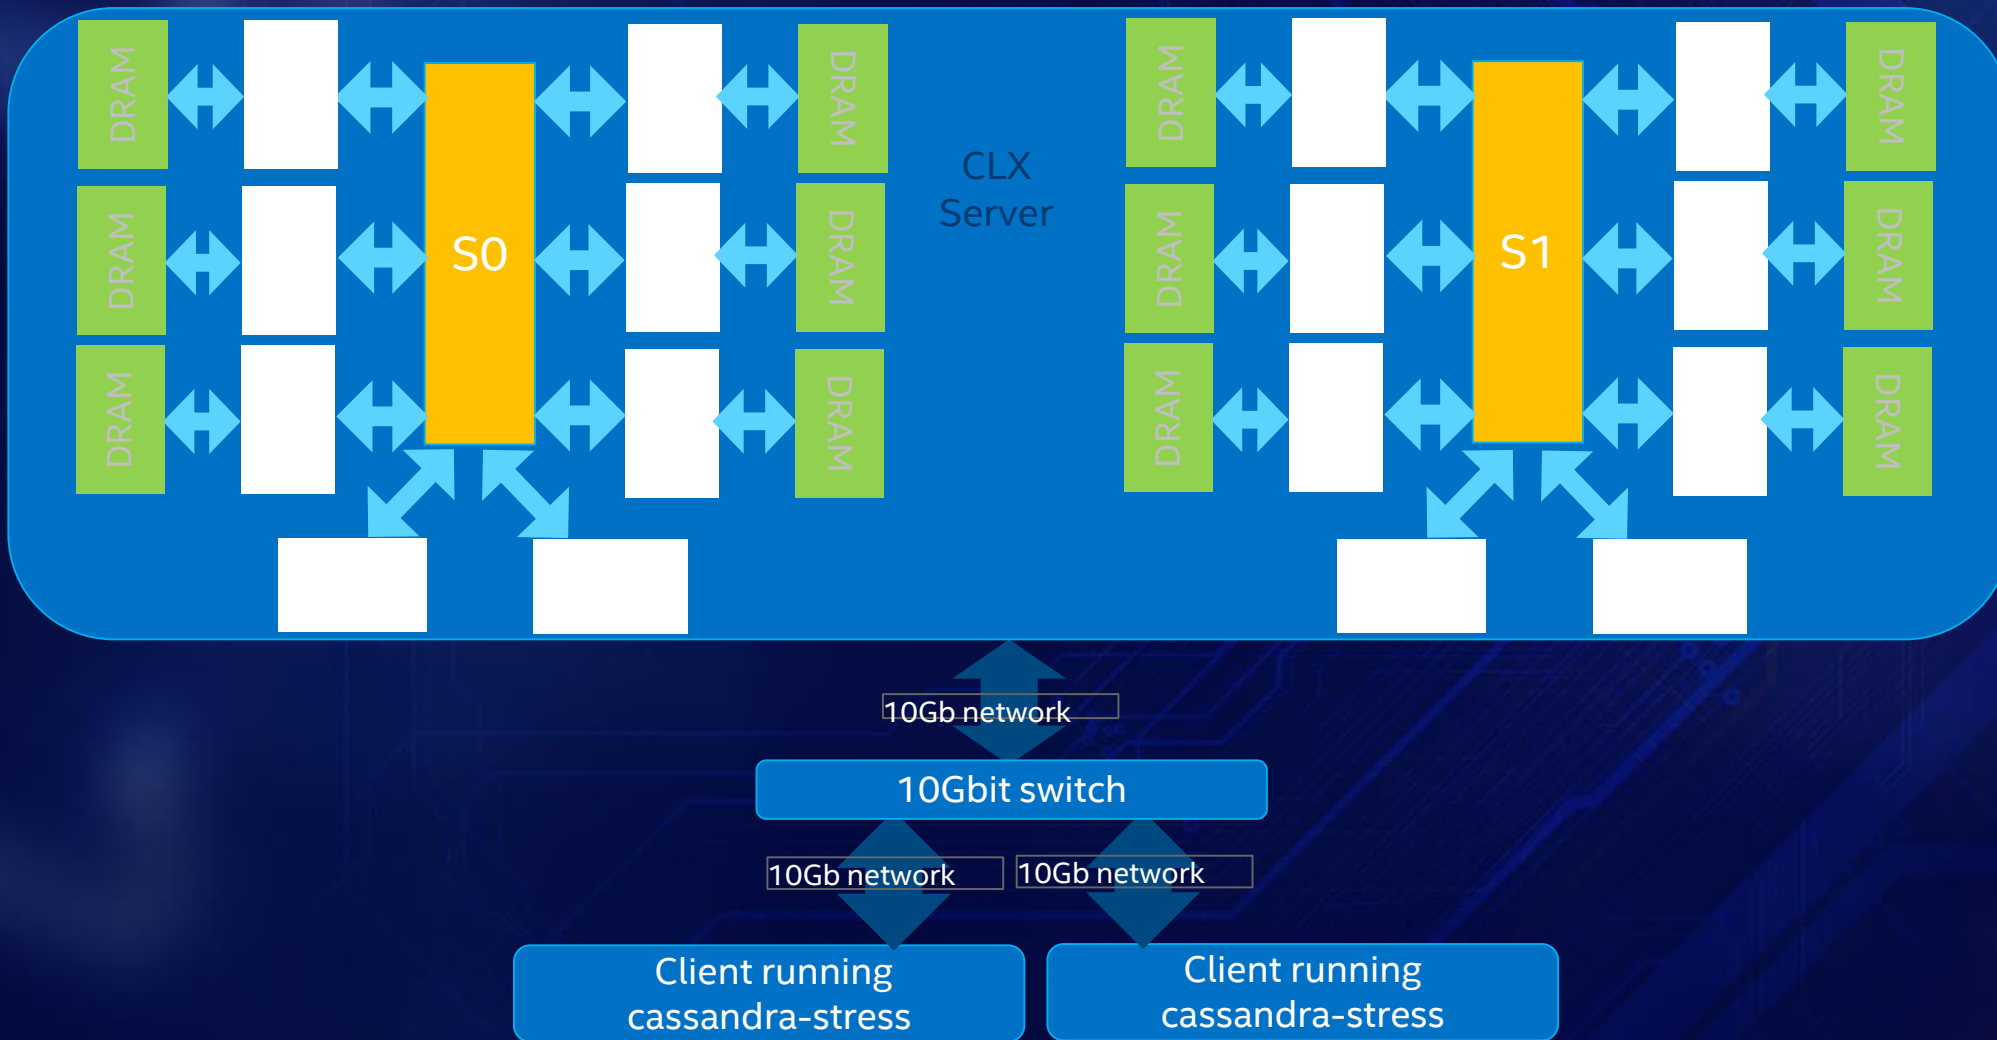 DRAM
DRAM
DRAM
DRAM
S0
DRAM
DRAM
DRAM
CLX
Server
DRAM
DRAM
DRAM
S1
DRAM
DRAM
DRAM
10Gb network
10Gbit switch
10Gb network
10Gb network
Client running
cassandra-stress
Client running
cassandra-stress